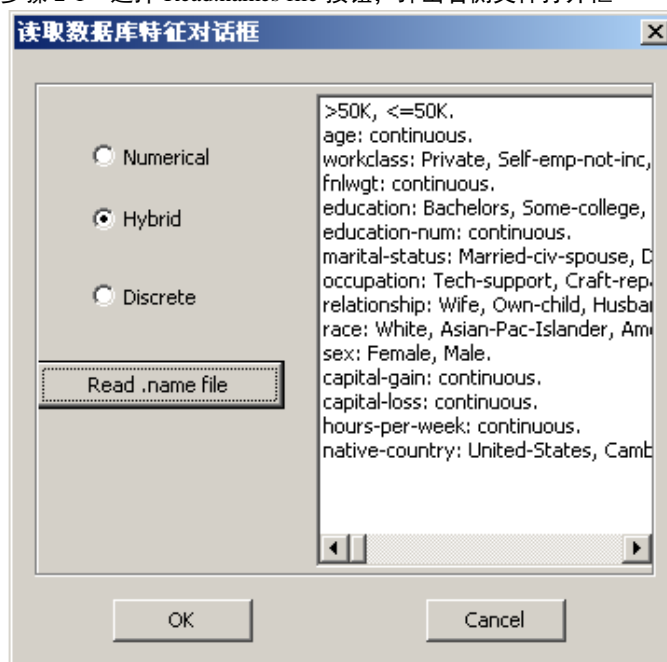 读取数据库特征对话框
Numerical
Hybrid
Discrete
Read .name file
>50K, <=50K.
age: continuous.
workclass: Private, Self-emp-not-inc,
fnlwgt: continuous.
education: Bachelors, Some-college,
education-num: continuous.
marital-status: Married-civ-spouse, D
occupation: Tech-support, Craft-rep
relationship: Wife, Own-child, Husba
race: White, Asian-Pac-Islander, Am
sex: Female, Male.
capital-gain: continuous.
capital-loss: continuous.
hours-per-week: continuous.
native-country: United-States, Camb
OK
Cancel